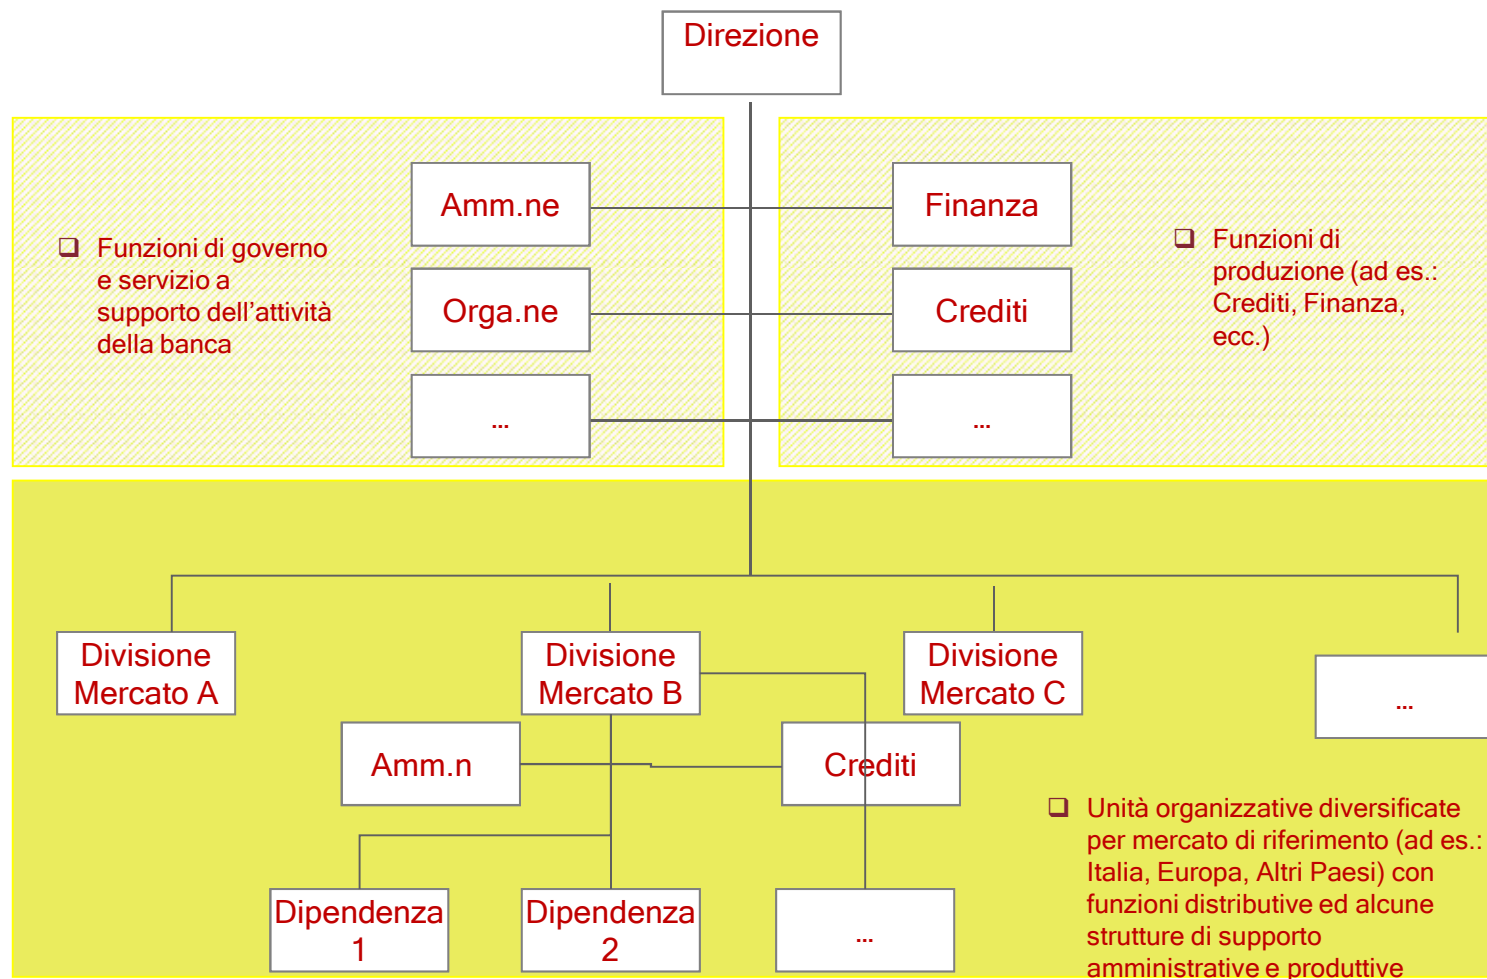 Direzione
Amm.ne
Finanza
❑ Funzioni di governo
e servizio a
supporto dell'attività
della banca
❑ Funzioni di
produzione (ad es.:
Crediti, Finanza,
ecc.)
Orga.ne
Crediti
...
...
Divisione
Mercato A
Divisione
Mercato B
Divisione
Mercato C
...
Amm.n
Crediti
❑ Unità organizzative diversificate
per mercato di riferimento (ad es.:
Italia, Europa, Altri Paesi) con
funzioni distributive ed alcune
strutture di supporto
amministrative e produttive
Dipendenza
1
Dipendenza
2
...